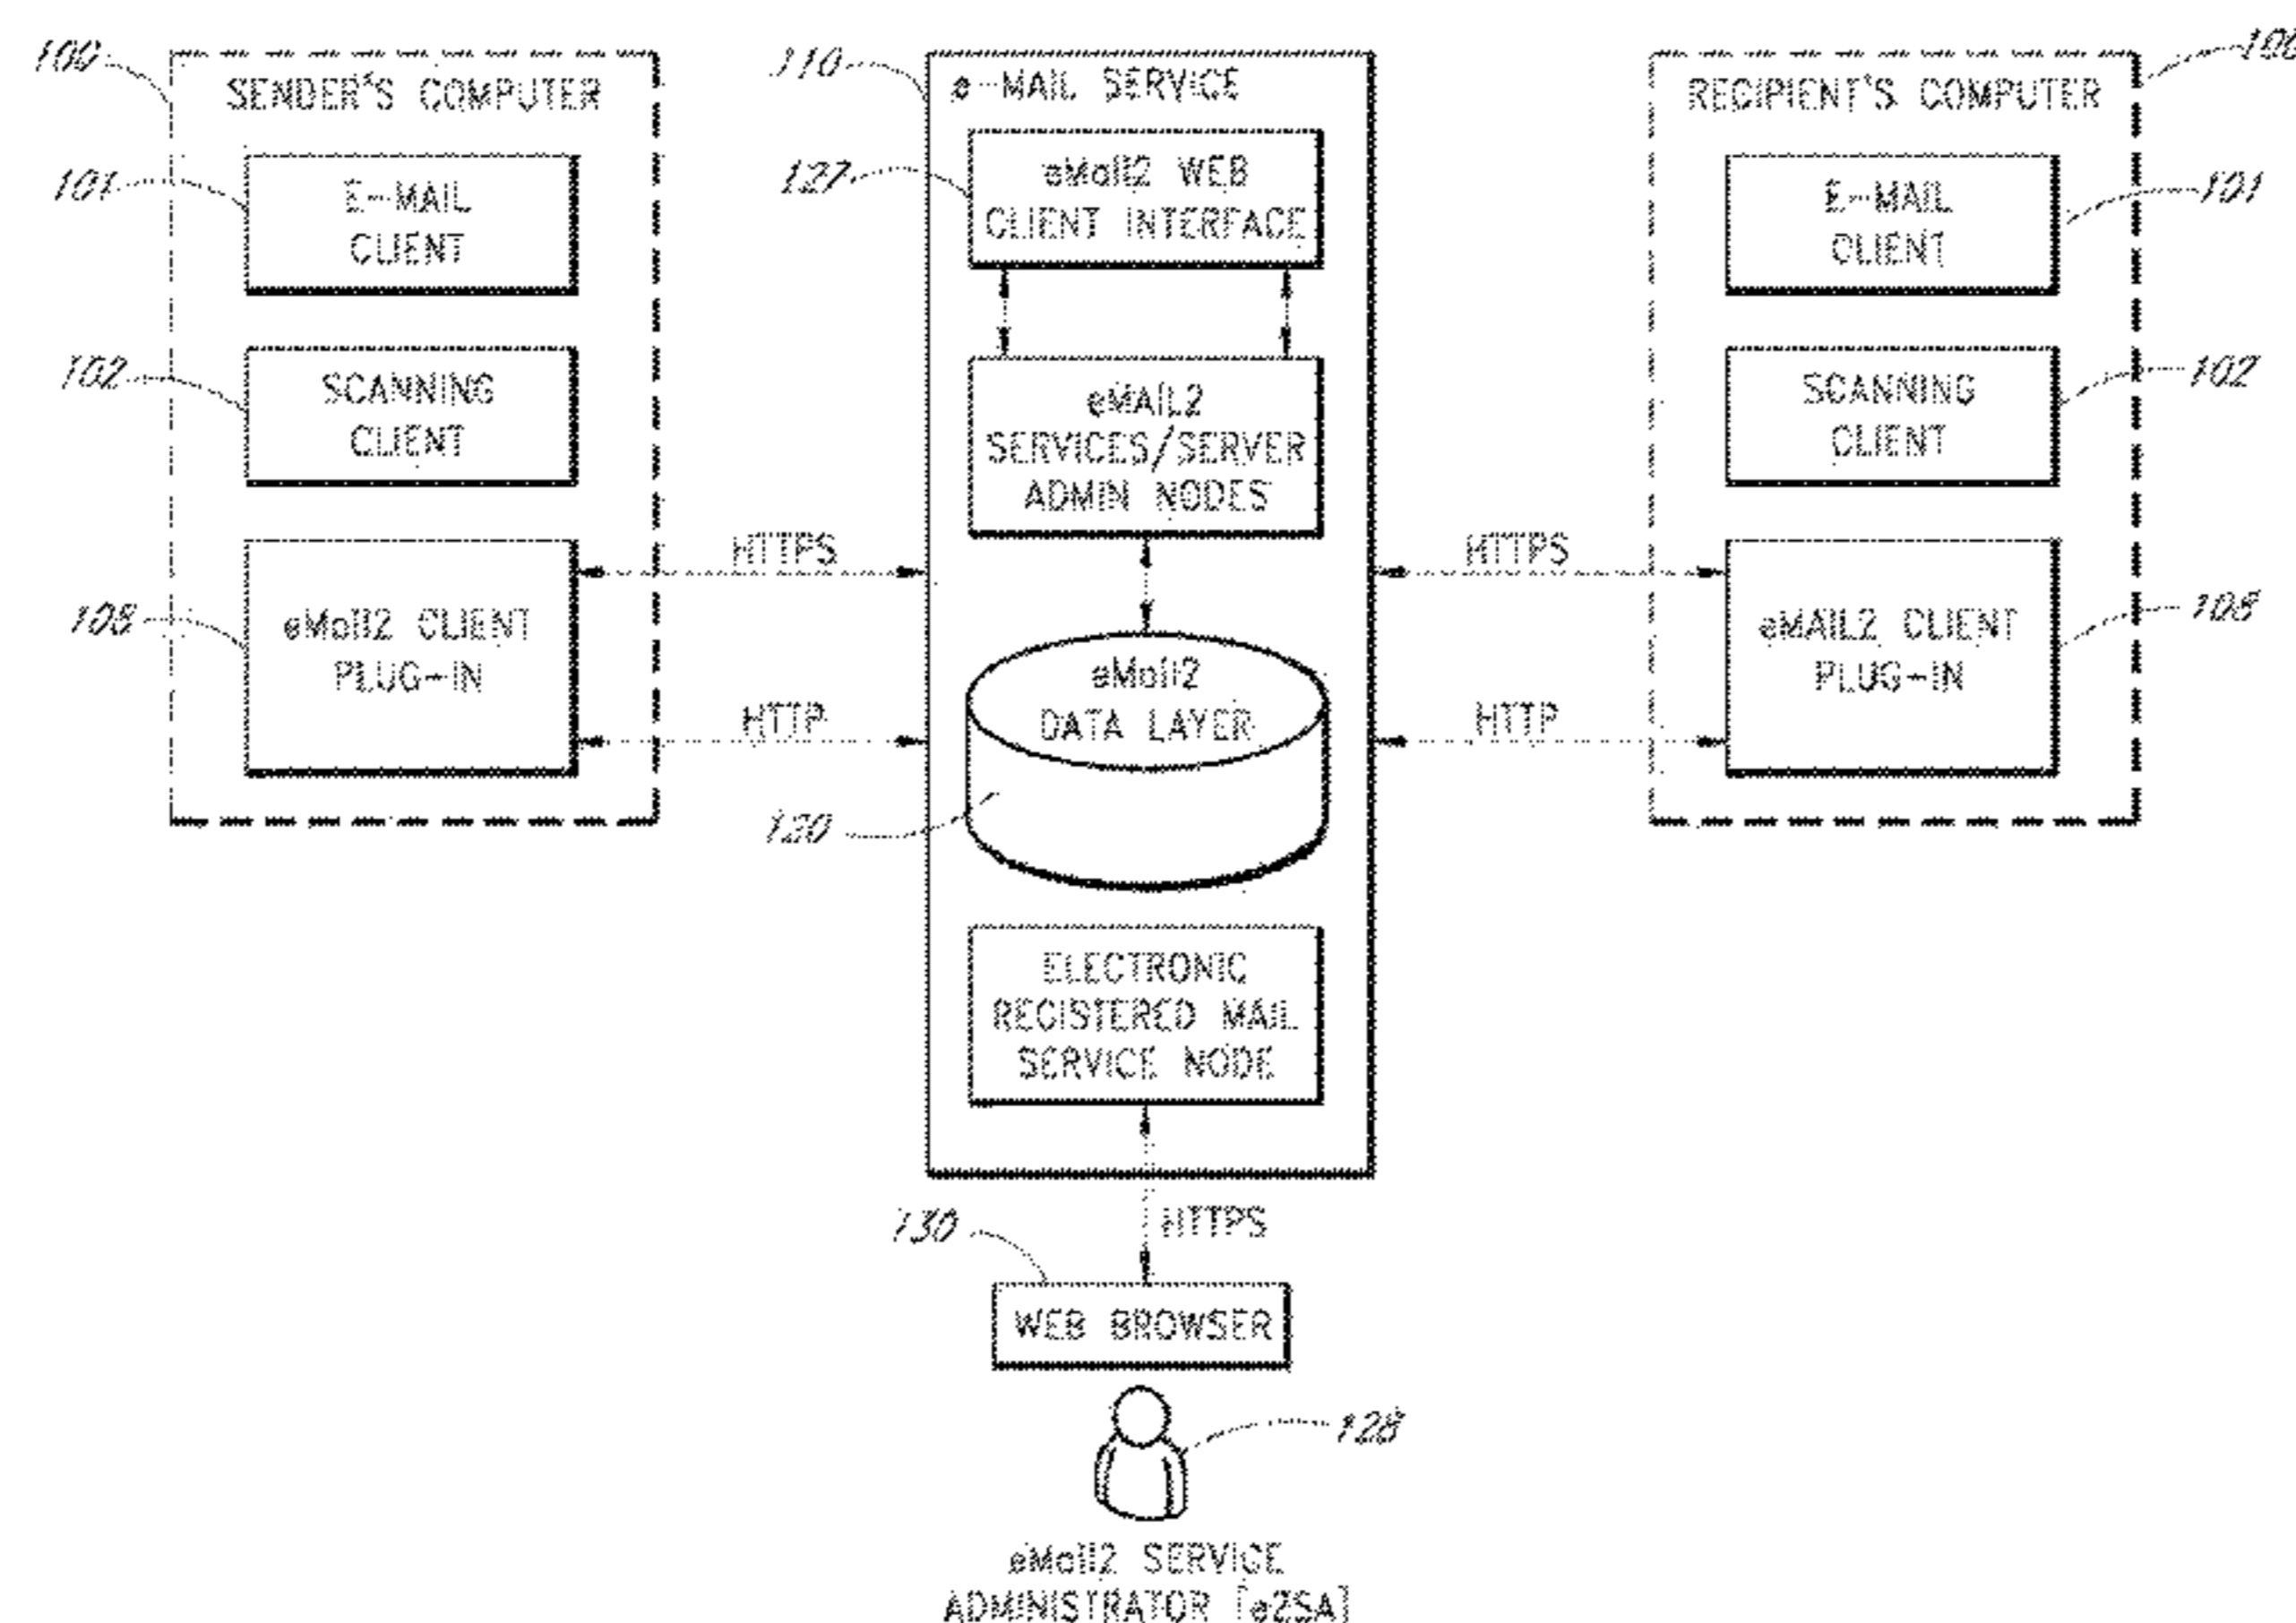 100
SENDER'S COMPUTER
101
E-MAIL
CLIENT
102
SCANNING
CLIENT
108
eMail2 CLIENT
PLUG-IN
HTTPS
HTTP
110
e-MAIL SERVICE
127
eMail2 WEB
CLIENT INTERFACE
eMAIL2
SERVICES/SERVER
ADMIN NODES
eMail2
DATA LAYER
120
ELECTRONIC
REGISTERED MAIL
SERVICE NODE
HTTPS
130
WEB BROWSER
128
eMail2 SERVICE
ADMINISTRATOR [e2SA]
HTTPS
HTTP
RECIPIENT'S COMPUTER
E-MAIL
CLIENT
101
SCANNING
CLIENT
102
eMAIL2 CLIENT
PLUG-IN
108